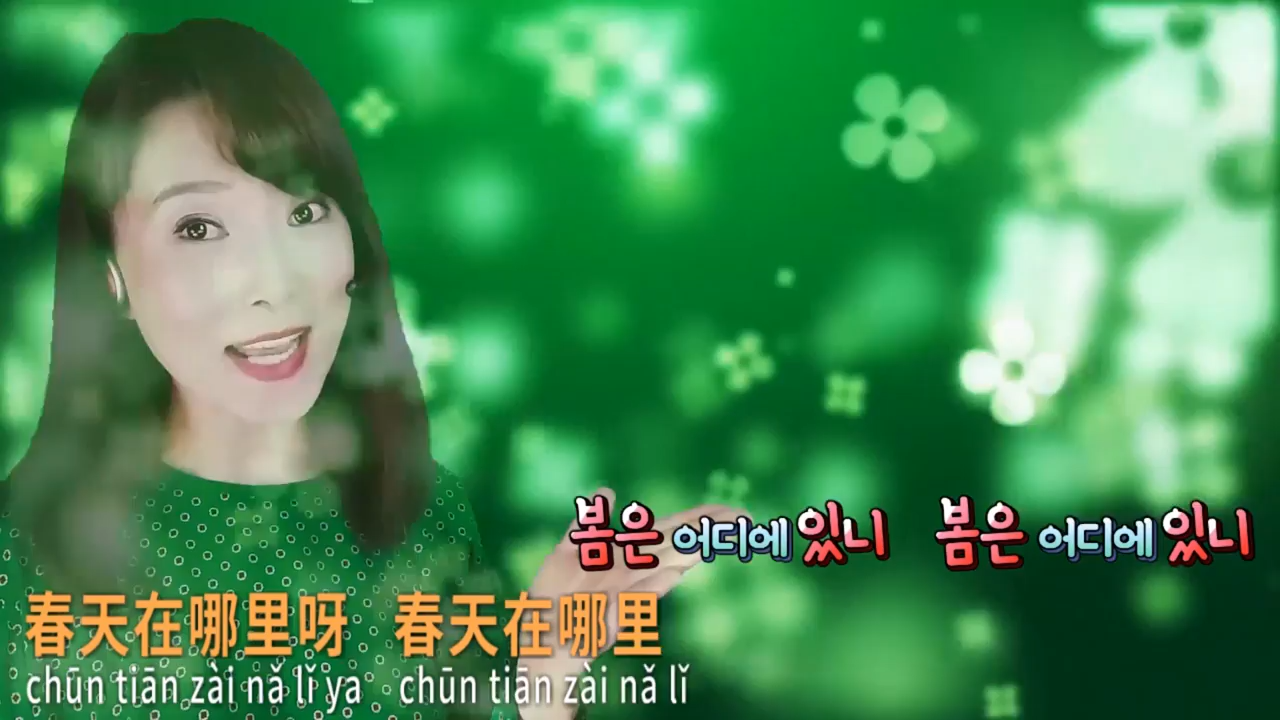 봄은 어디에 있니 봄은 어디에 있니
春天在哪里呀 春天在哪里
chūn tiān zài nǎ lǐ ya chūn tiān zài nǎ lǐ